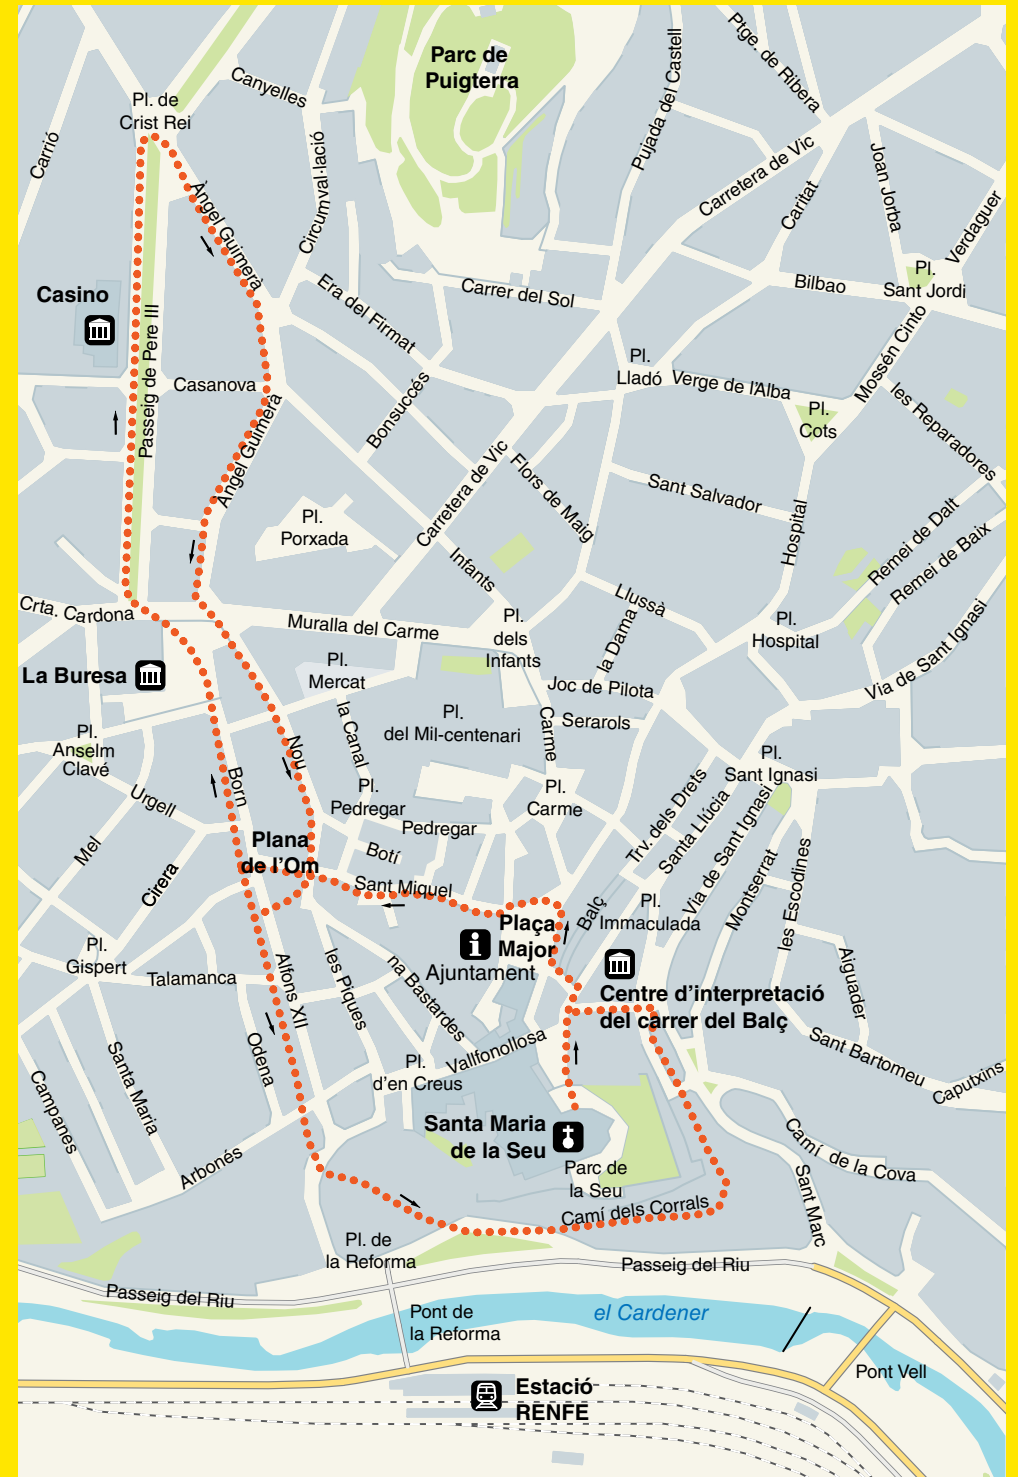 Parc de
Puigterra
Ptge. de Ribera
Canyelles
Pujada del Castell
Pl. de
Crist Rei
Carrió
Circumval·lació
Carretera de Vic
Joan Jorba
Caritat
Verdaguer
Àngel Guimerà
Pl.
Sant Jordi
Bilbao
Casino
Carrer del Sol
Era del Firmat
Passeig de Pere III
Mossén Cinto
Pl.
Lladó
Verge de l'Alba
Casanova
Pl.
Cots
les Reparadores
Bonsuccés
Àngel Guimerà
Carretera de Vic
Flors de Maig
Sant Salvador
Hospital
Pl.
Porxada
Remei de Dalt
Remei de Baix
Infants
Llussà
Crta. Cardona
Muralla del Carme
Pl.
dels
Infants
la Dama
Pl.
Hospital
Via de Sant Ignasi
La Buresa
Pl.
Mercat
Joc de Pilota
Serarols
Pl.
del Mil-centenari
la Canal
Carme
Pl.
Anselm
Clavé
Nou
Pl.
Sant Ignasi
Born
Urgell
Pl.
Pedregar
Pedregar
Pl.
Carme
Trv. dels Drets
Santa Llúcia
Via de Sant Ignasi
Mel
Plana
de l'Om
Botí
Cirera
Sant Miquel
Montserrat
les Escodines
Balç
Pl.
Immaculada
Plaça
Major
Ajuntament
Pl.
Gispert
Talamanca
Alfons XII
les Piques
na Bastardes
Aiguader
Centre d'interpretació
del carrer del Balç
Odena
Vallfonollosa
Sant Bartomeu
Caputxins
Santa Maria
Campanes
Pl.
d'en Creus
Santa Maria
de la Seu
Arbonés
Parc de
la Seu
Camí de la Cova
Sant Marc
Camí dels Corrals
Pl. de
la Reforma
Passeig del Riu
Passeig del Riu
Pont de
la Reforma
el Cardener
Pont Vell
Estació
RENFE